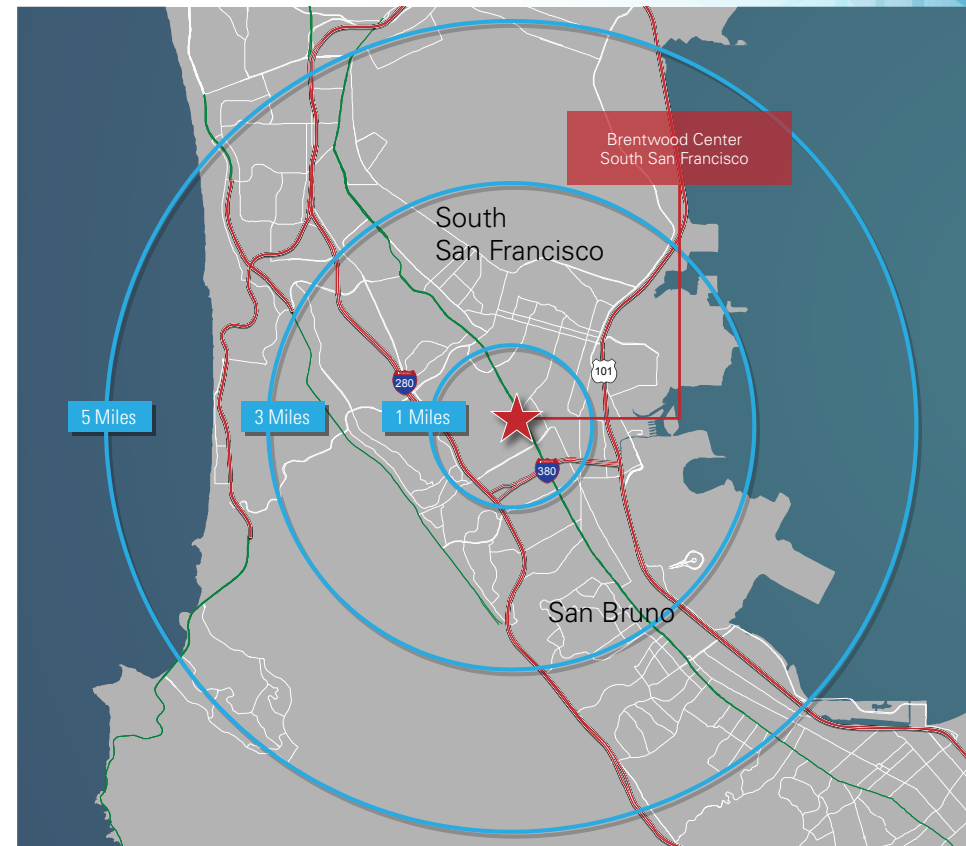 Brentwood Center
South San Francisco
South
San Francisco
101
280
5 Miles
3 Miles
1 Miles
380
San Bruno